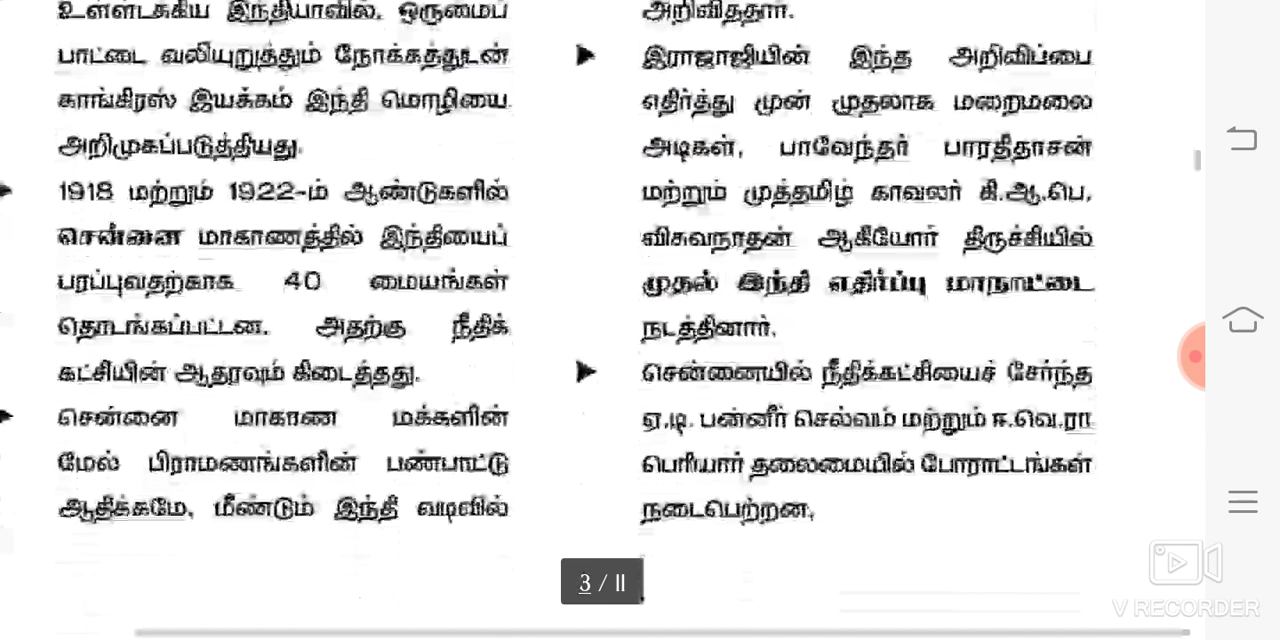 உள்ளடக்கிய இந்தியாவில், ஒருமைப்
பாட்டை வலியுறுத்தும் நோக்கத்துடன்
காங்கிரஸ் இயக்கம் இந்தி மொழியை
அறிமுகப்படுத்தியது.
1918 மற்றும் 1922-ம் ஆண்டுகளில்
சென்னை மாகாணத்தில் இந்தியைப்
பரப்புவதற்காக 40 மையங்கள்
தொடங்கப்பட்டன. அதற்கு நீதிக்
கட்சியின் ஆதரவும் கிடைத்தது.
சென்னை மாகாண மக்களின்
மேல் பிராமணங்களின் பண்பாட்டு
ஆதிக்கமே, மீண்டும் இந்தி வடிவில்
அறிவித்தார்.
இராஜாஜியின் இந்த அறிவிப்பை
எதிர்த்து முன் முதலாக மறைமலை
அடிகள், பாவேந்தர் பாரதிதாசன்
மற்றும் முத்தமிழ் காவலர் கி.ஆ.பெ.
விசுவநாதன் ஆகியோர் திருச்சியில்
முதல் இந்தி எதிர்ப்பு மாநாட்டை
நடத்தினார்.
சென்னையில் நீதிக்கட்சியைச் சேர்ந்த
ஏ.டி. பன்னீர் செல்வம் மற்றும் ஈ.வெ.ரா
பெரியார் தலைமையில் போராட்டங்கள்
நடைபெற்றன.
3 / 11
V RECORDER